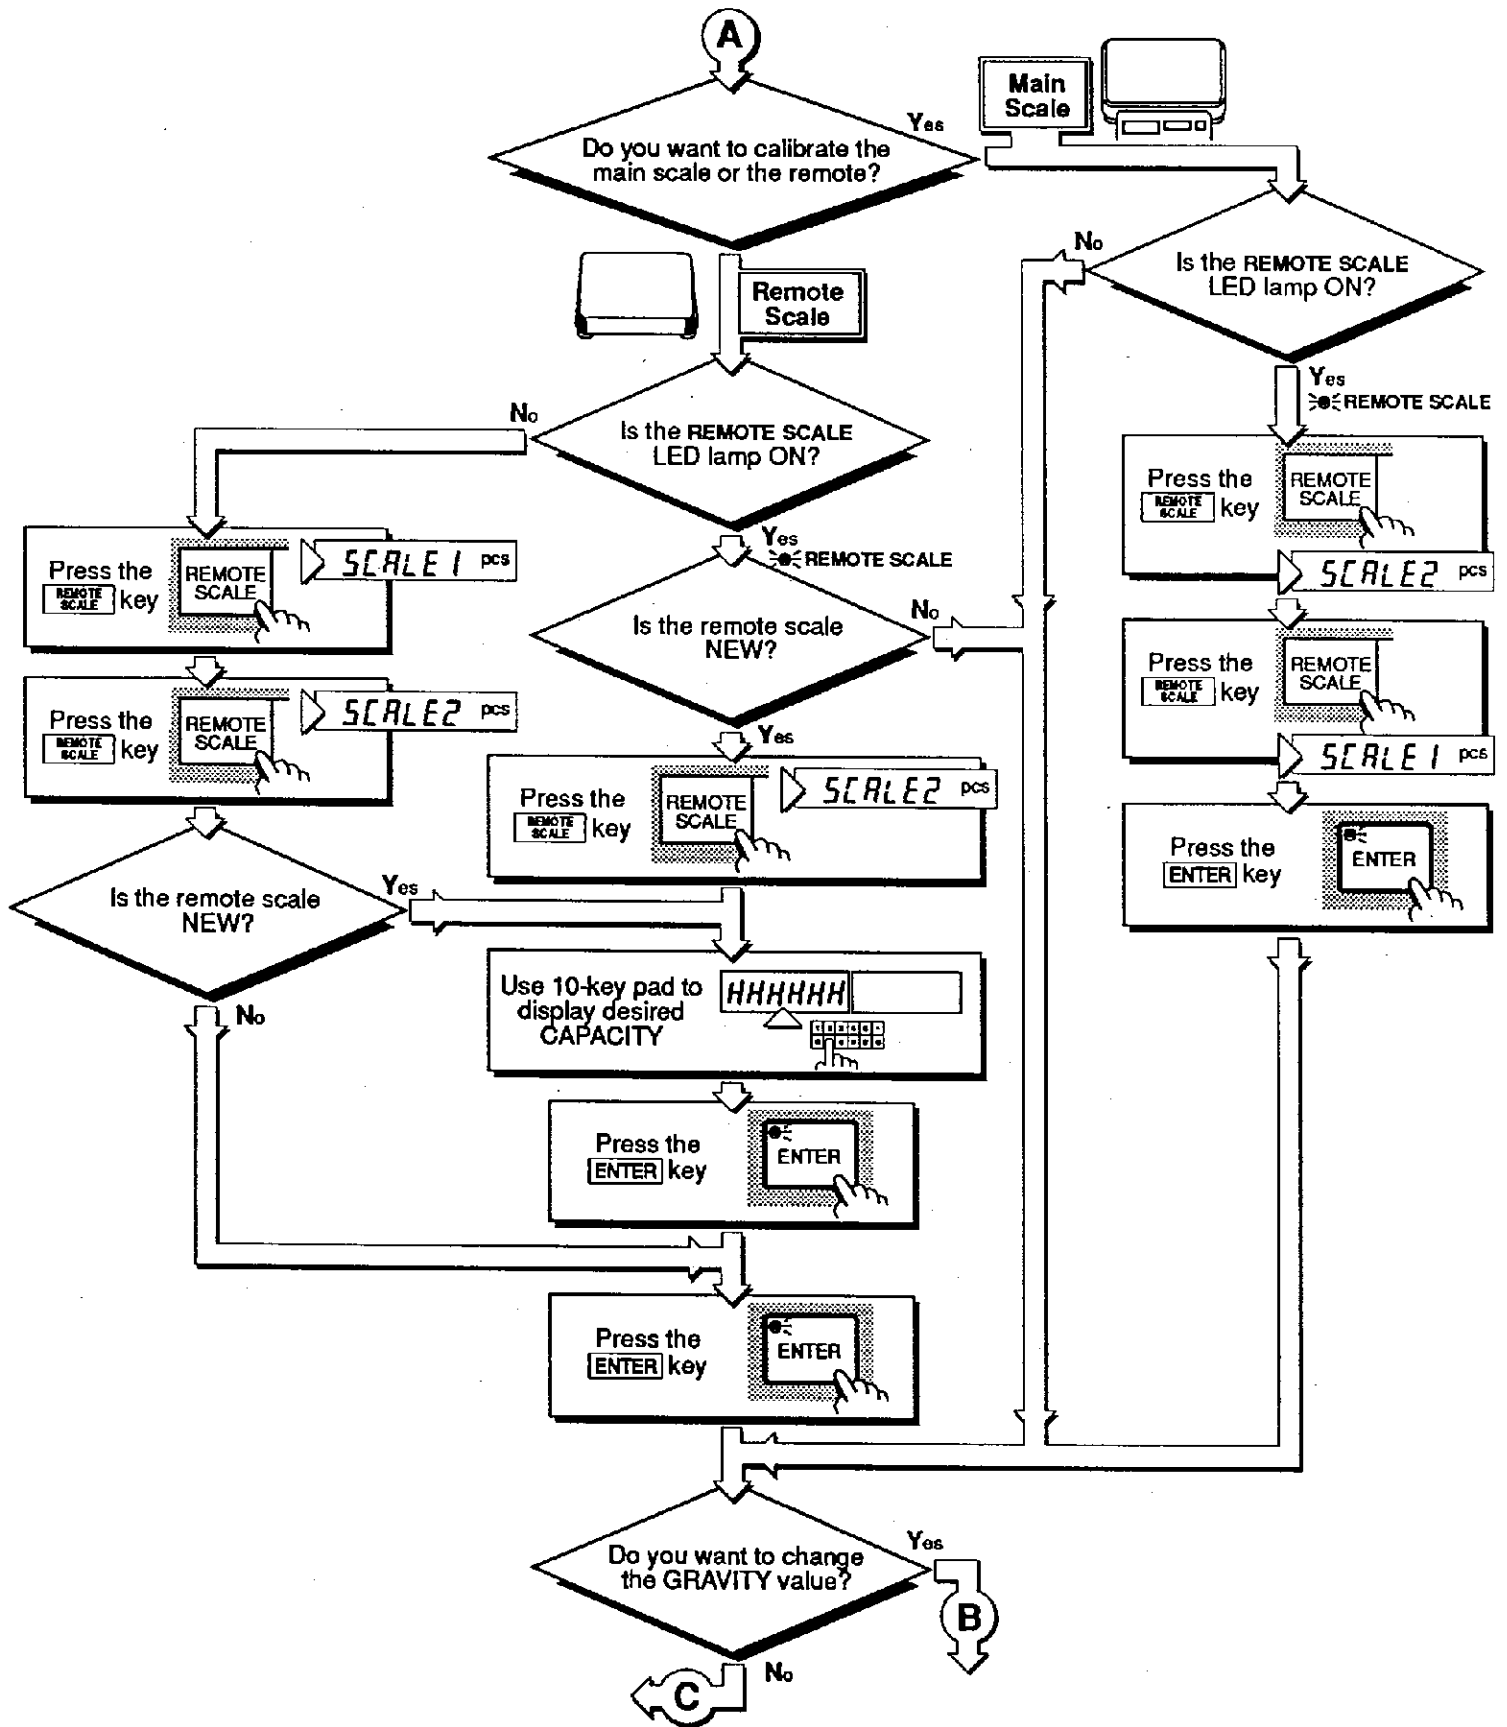 A
Do you want to calibrate the
main scale or the remote?
Yes
Main
Scale
Remote
Scale
No
Is the REMOTE SCALE
LED lamp ON?
Yes
REMOTE SCALE
Press the
REMOTE
SCALE key
REMOTE
SCALE
SCALE2 pcs
Press the
REMOTE
SCALE key
REMOTE
SCALE
SCALE1 pcs
Press the
ENTER key
ENTER
No
Is the REMOTE SCALE
LED lamp ON?
Yes
REMOTE SCALE
Press the
REMOTE
SCALE key
REMOTE
SCALE
SCALE1 pcs
Press the
REMOTE
SCALE key
REMOTE
SCALE
SCALE2 pcs
Is the remote scale
NEW?
Yes
No
Is the remote scale
NEW?
No
Yes
Press the
REMOTE
SCALE key
REMOTE
SCALE
SCALE2 pcs
Use 10-key pad to
display desired
CAPACITY
Press the
ENTER key
ENTER
Press the
ENTER key
ENTER
Do you want to change
the GRAVITY value?
Yes
B
No
C